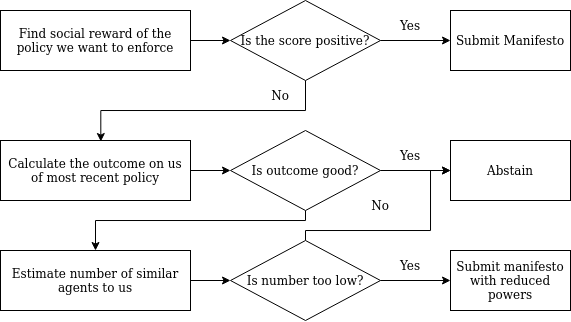 Find social reward of the
policy we want to enforce
Is the score positive?
Yes
Submit Manifesto
No
Calculate the outcome on us
of most recent policy
Is outcome good?
Yes
Abstain
No
Estimate number of similar
agents to us
Is number too low?
Yes
Submit manifesto
with reduced
powers